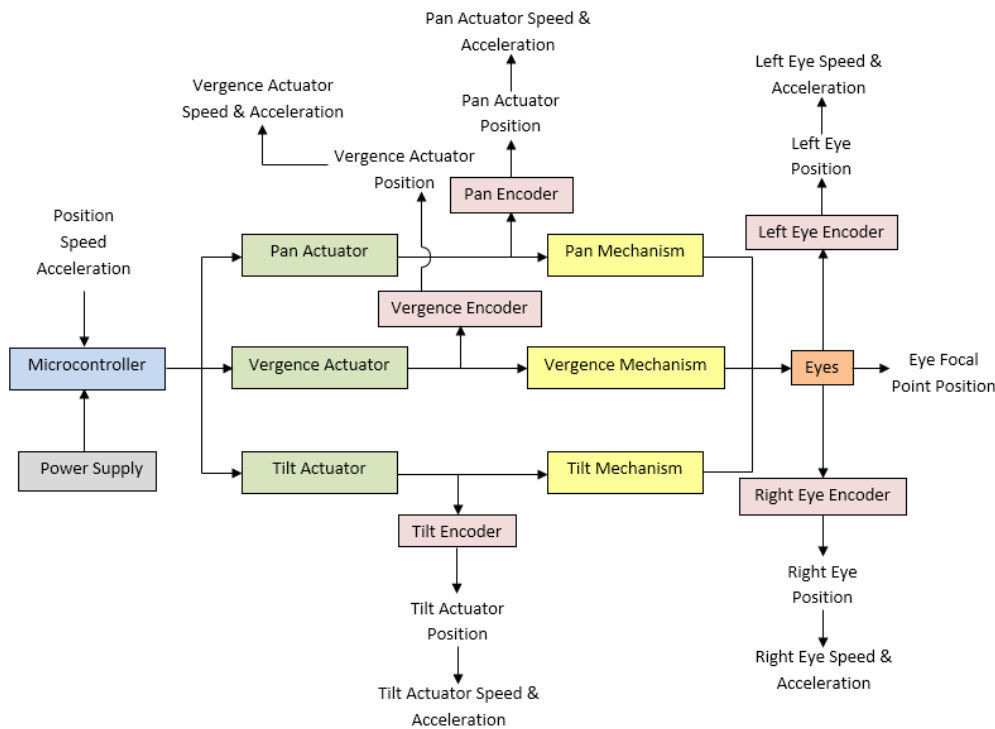 Pan Actuator Speed &
Acceleration
Left Eye Speed &
Acceleration
Vergence Actuator
Speed & Acceleration
Pan Actuator
Position
Left Eye
Position
Vergence Actuator
Position
Pan Encoder
Position
Speed
Acceleration
Left Eye Encoder
Pan Actuator
Pan Mechanism
Vergence Encoder
Microcontroller
Vergence Actuator
Vergence Mechanism
Eyes
Eye Focal
Point Position
Power Supply
Tilt Actuator
Tilt Mechanism
Right Eye Encoder
Tilt Encoder
Right Eye
Position
Tilt Actuator
Position
Right Eye Speed &
Acceleration
Tilt Actuator Speed &
Acceleration